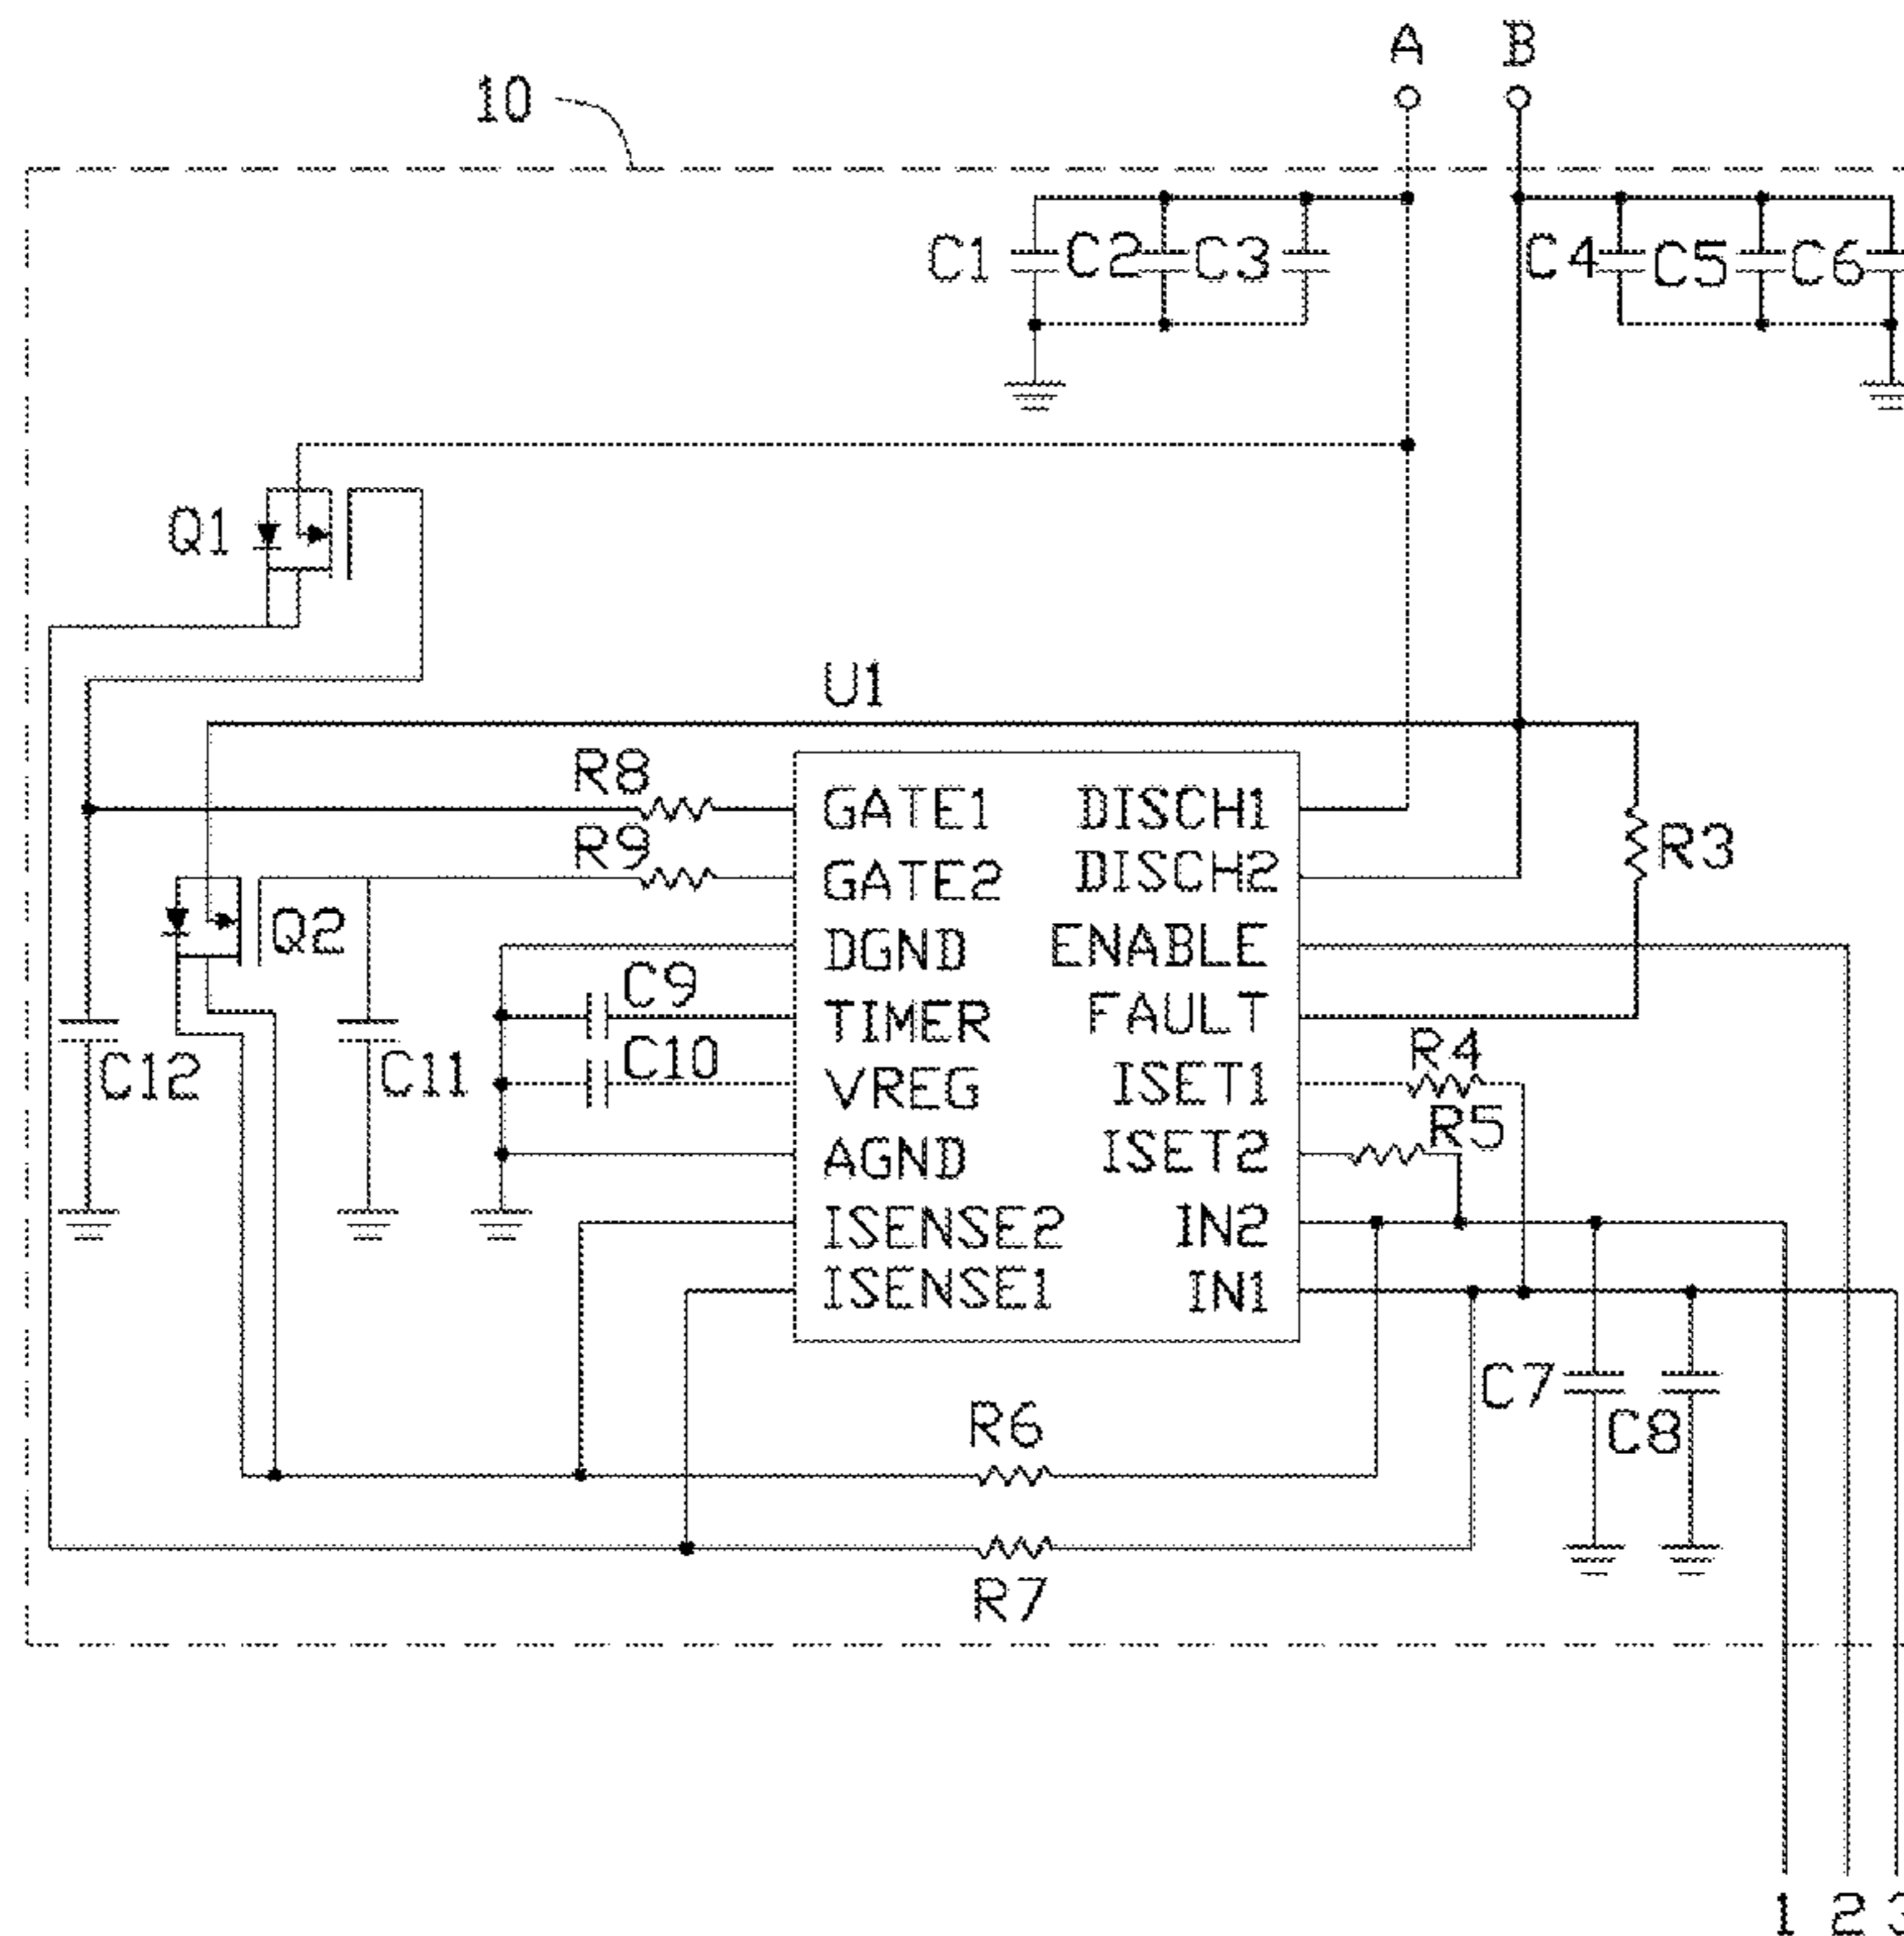 A B
10
C1 C2 C3 C4 C5 C6
Q1
U1
R8
GATE1 DISCH1
R9
R3
GATE2 DISCH2
Q2
DGND ENABLE
C9
TIMER FAULT
C10
R4
C12 C11
VREG ISET1
R5
AGND ISET2
ISENSE2 IN2
ISENSE1 IN1
C7
C8
R6
R7
1 2 3